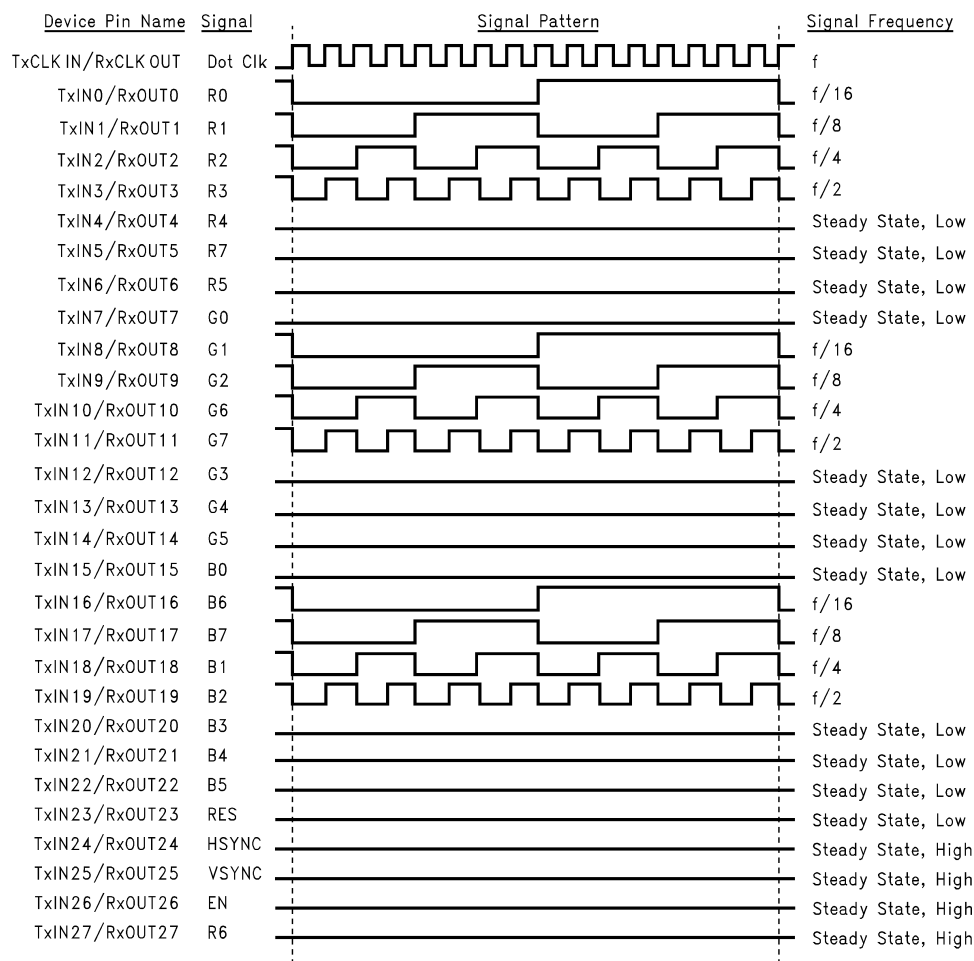 Device Pin Name Signal Signal Pattern Signal Frequency
TxCLK IN/RxCLK OUT Dot Clk f
TxIN0/RxOUT0 R0 f/16
TxIN1/RxOUT1 R1 f/8
TxIN2/RxOUT2 R2 f/4
TxIN3/RxOUT3 R3 f/2
TxIN4/RxOUT4 R4 Steady State, Low
TxIN5/RxOUT5 R7 Steady State, Low
TxIN6/RxOUT6 R5 Steady State, Low
TxIN7/RxOUT7 G0 Steady State, Low
TxIN8/RxOUT8 G1 f/16
TxIN9/RxOUT9 G2 f/8
TxIN10/RxOUT10 G6 f/4
TxIN11/RxOUT11 G7 f/2
TxIN12/RxOUT12 G3 Steady State, Low
TxIN13/RxOUT13 G4 Steady State, Low
TxIN14/RxOUT14 G5 Steady State, Low
TxIN15/RxOUT15 B0 Steady State, Low
TxIN16/RxOUT16 B6 f/16
TxIN17/RxOUT17 B7 f/8
TxIN18/RxOUT18 B1 f/4
TxIN19/RxOUT19 B2 f/2
TxIN20/RxOUT20 B3 Steady State, Low
TxIN21/RxOUT21 B4 Steady State, Low
TxIN22/RxOUT22 B5 Steady State, Low
TxIN23/RxOUT23 RES Steady State, Low
TxIN24/RxOUT24 HSYNC Steady State, High
TxIN25/RxOUT25 VSYNC Steady State, High
TxIN26/RxOUT26 EN Steady State, High
TxIN27/RxOUT27 R6 Steady State, High